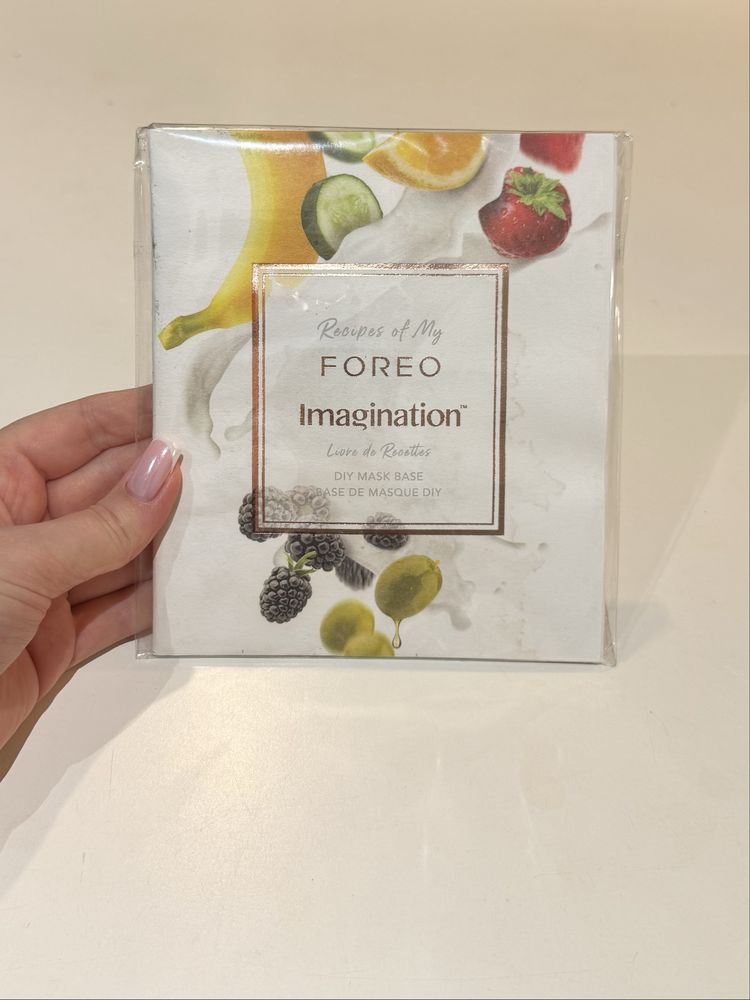 Recipes of My
FOREO
Imagination™
Livre de Recettes
DIY MASK BASE
BASE DE MASQUE DIY